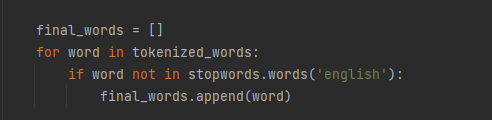 final_words = []
for word in tokenized_words:
    if word not in stopwords.words('english'):
        final_words.append(word)